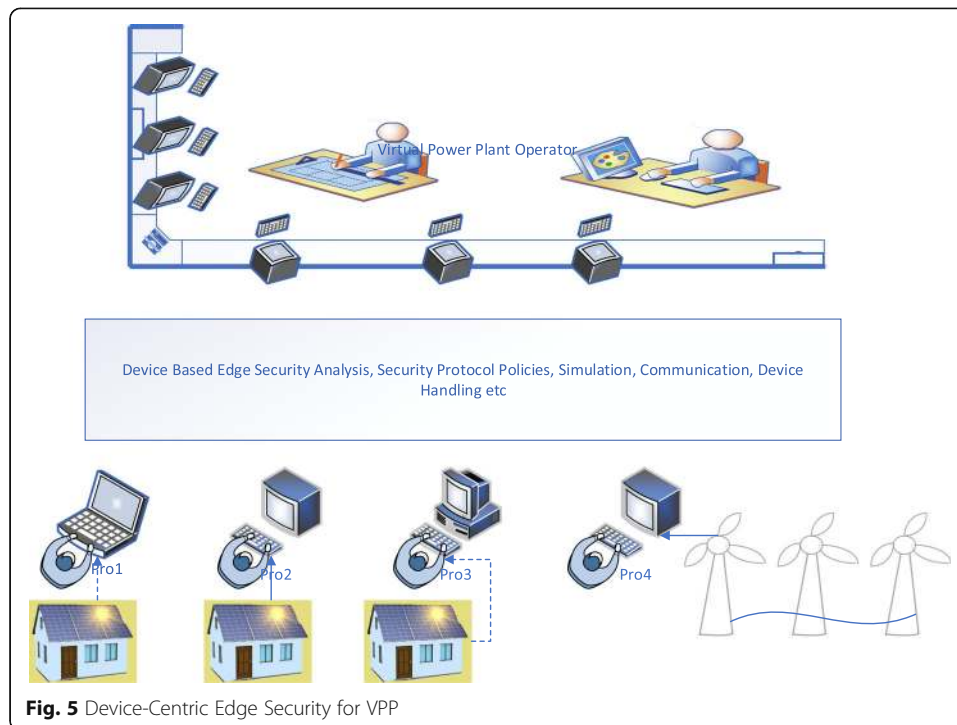 Virtual Power Plant Operator
Device Based Edge Security Analysis, Security Protocol Policies, Simulation, Communication, Device
Handling etc
Pro1
Pro2
Pro3
Pro4
Fig. 5 Device-Centric Edge Security for VPP